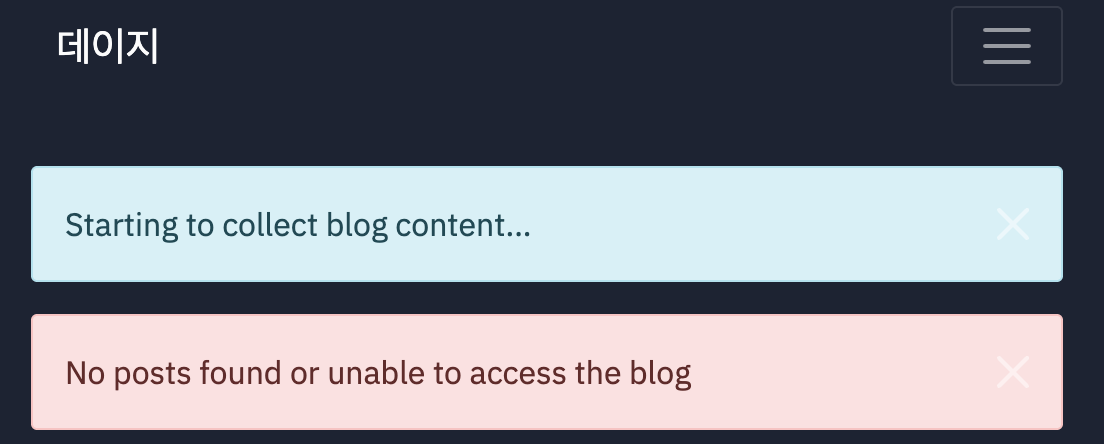 데이지
Starting to collect blog content...
No posts found or unable to access the blog